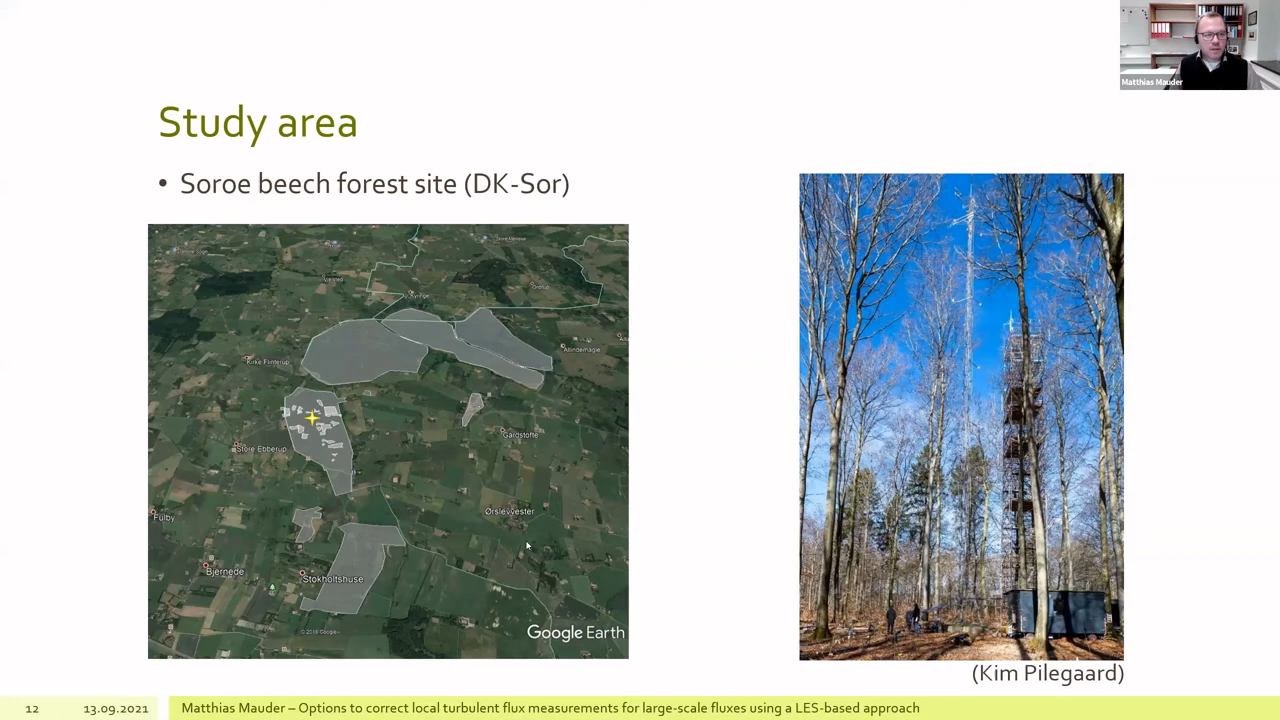 Matthias Mauder
Study area
• Soroe beech forest site (DK-Sor)
Kirke Flinterup
Allindemagle
Store Ebberup
Gardstofte
Fulby
Ørslevvester
Bjernede
Stokholtshuse
Google Earth
(Kim Pilegaard)
12
13.09.2021
Matthias Mauder – Options to correct local turbulent flux measurements for large-scale fluxes using a LES-based approach